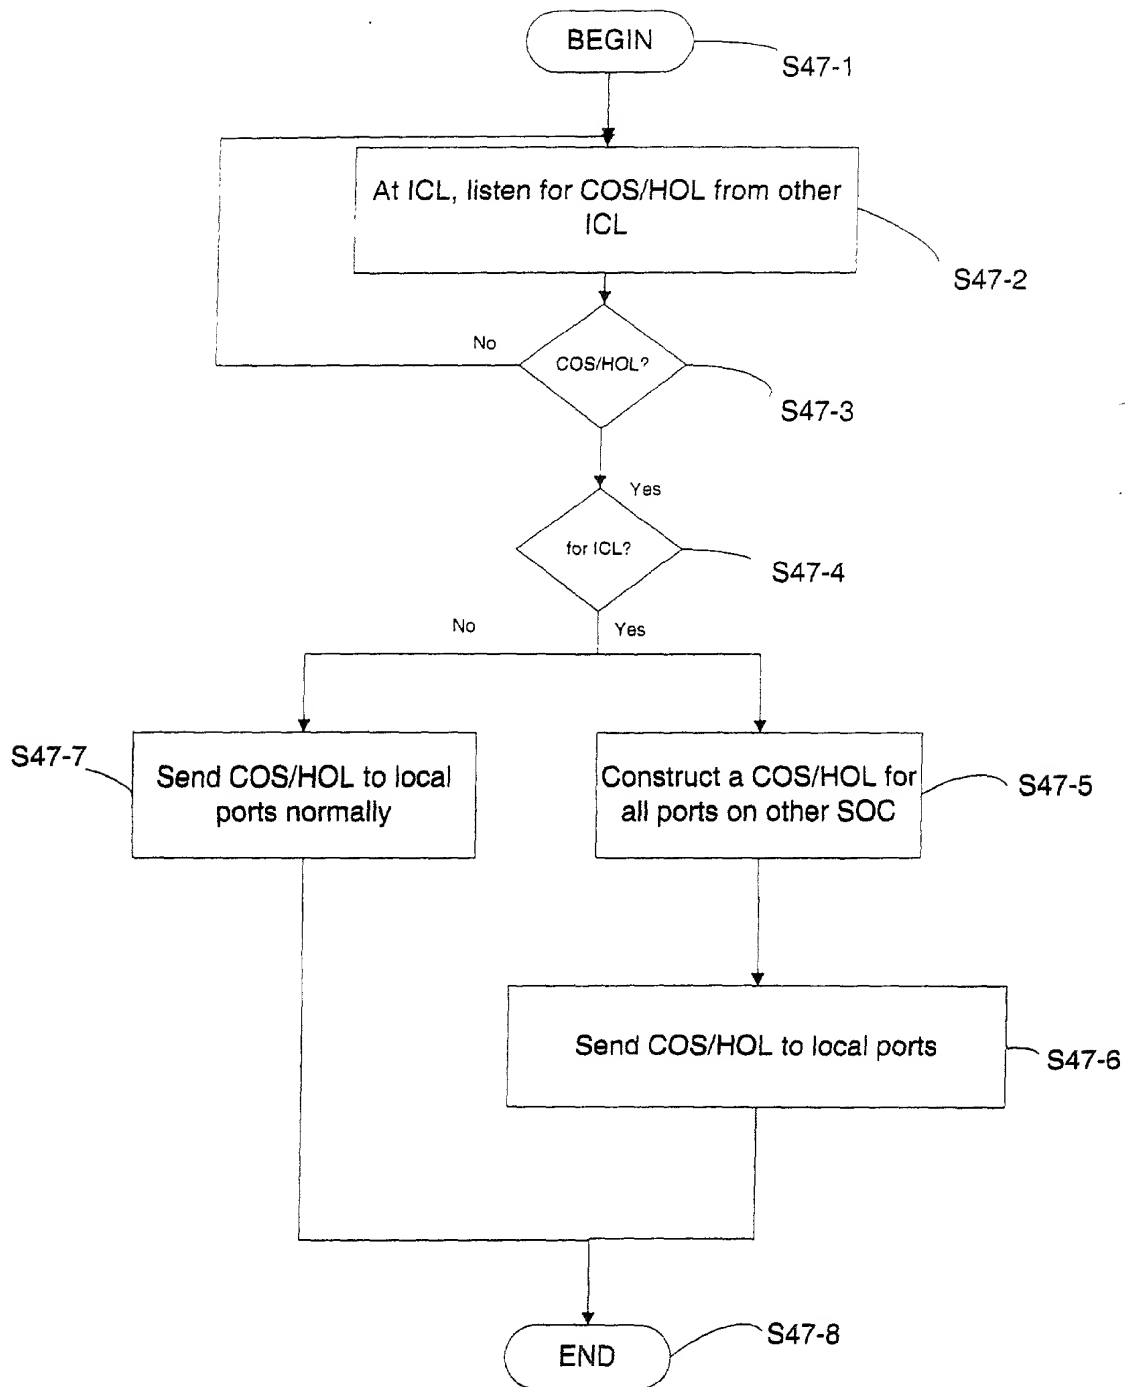 BEGIN
S47-1
At ICL, listen for COS/HOL from other
ICL
S47-2
No
COS/HOL?
S47-3
Yes
for ICL?
S47-4
No
Yes
S47-7
Send COS/HOL to local
ports normally
Construct a COS/HOL for
all ports on other SOC
S47-5
Send COS/HOL to local ports
S47-6
END
S47-8